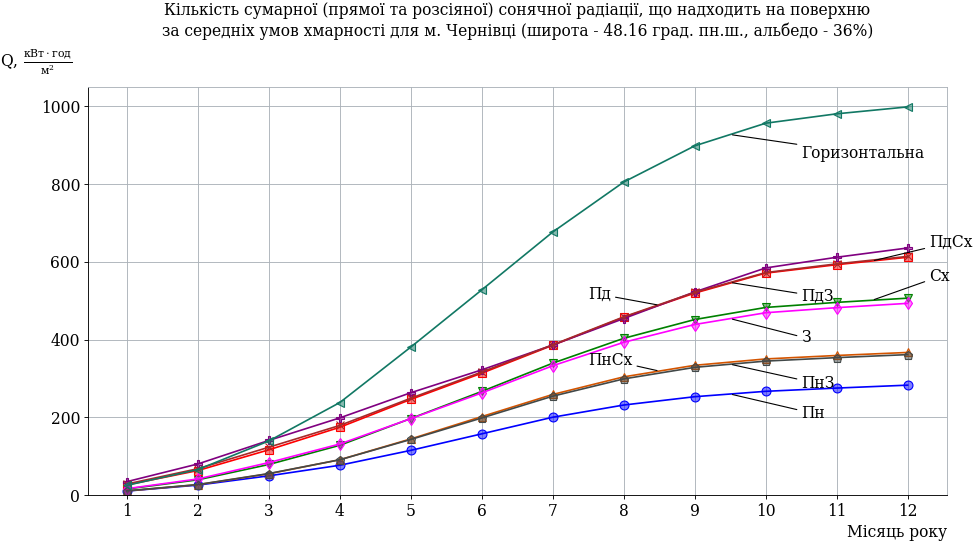 Кількість сумарної (прямої та розсіяної) сонячної радіації, що надходить на поверхню
за середніх умов хмарності для м. Чернівці (широта - 48.16 град. пн.ш., альбедо - 36%)
Q, кВт · год
м²
1000
Горизонтальна
800
ПдСх
600
Сх
Пд
ПдЗ
400
З
ПнСх
ПнЗ
Пн
200
0
1 2 3 4 5 6 7 8 9 10 11 12
Місяць року